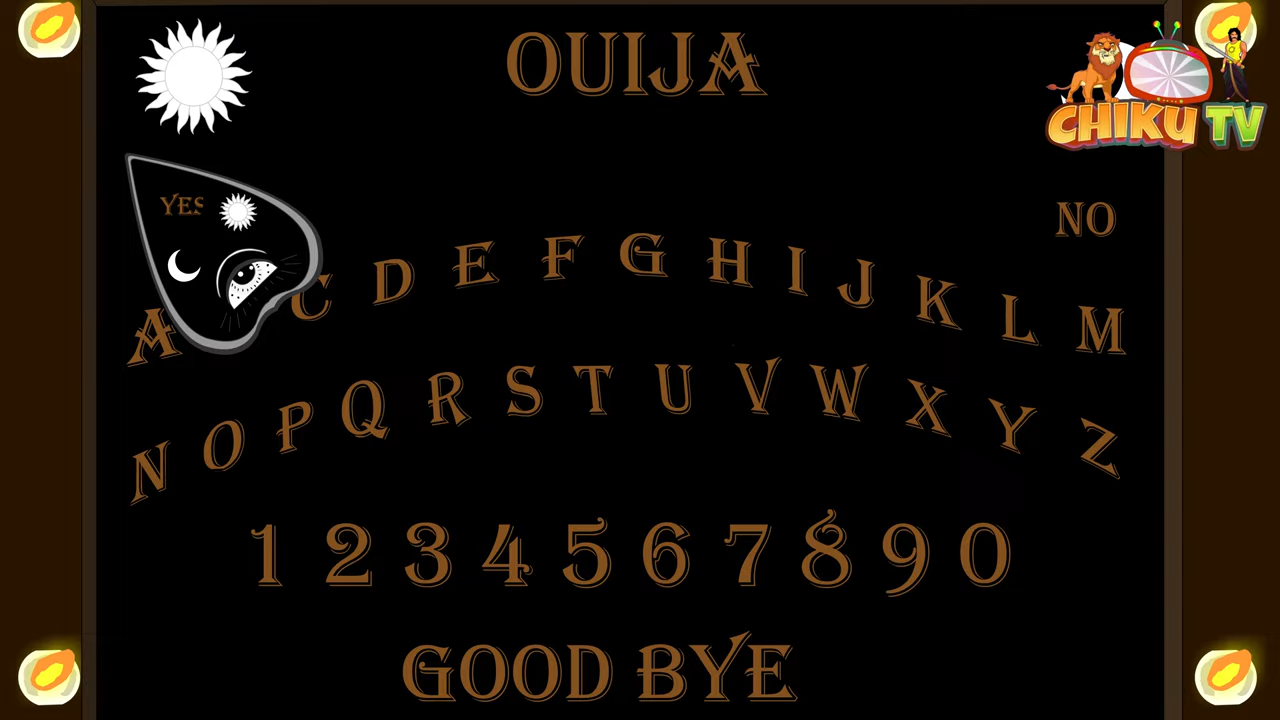 OUIJA
CHIKU TV
YES
NO
A C D E F G H I J K L M
N O P Q R S T U V W X Y Z
1 2 3 4 5 6 7 8 9 0
GOOD BYE